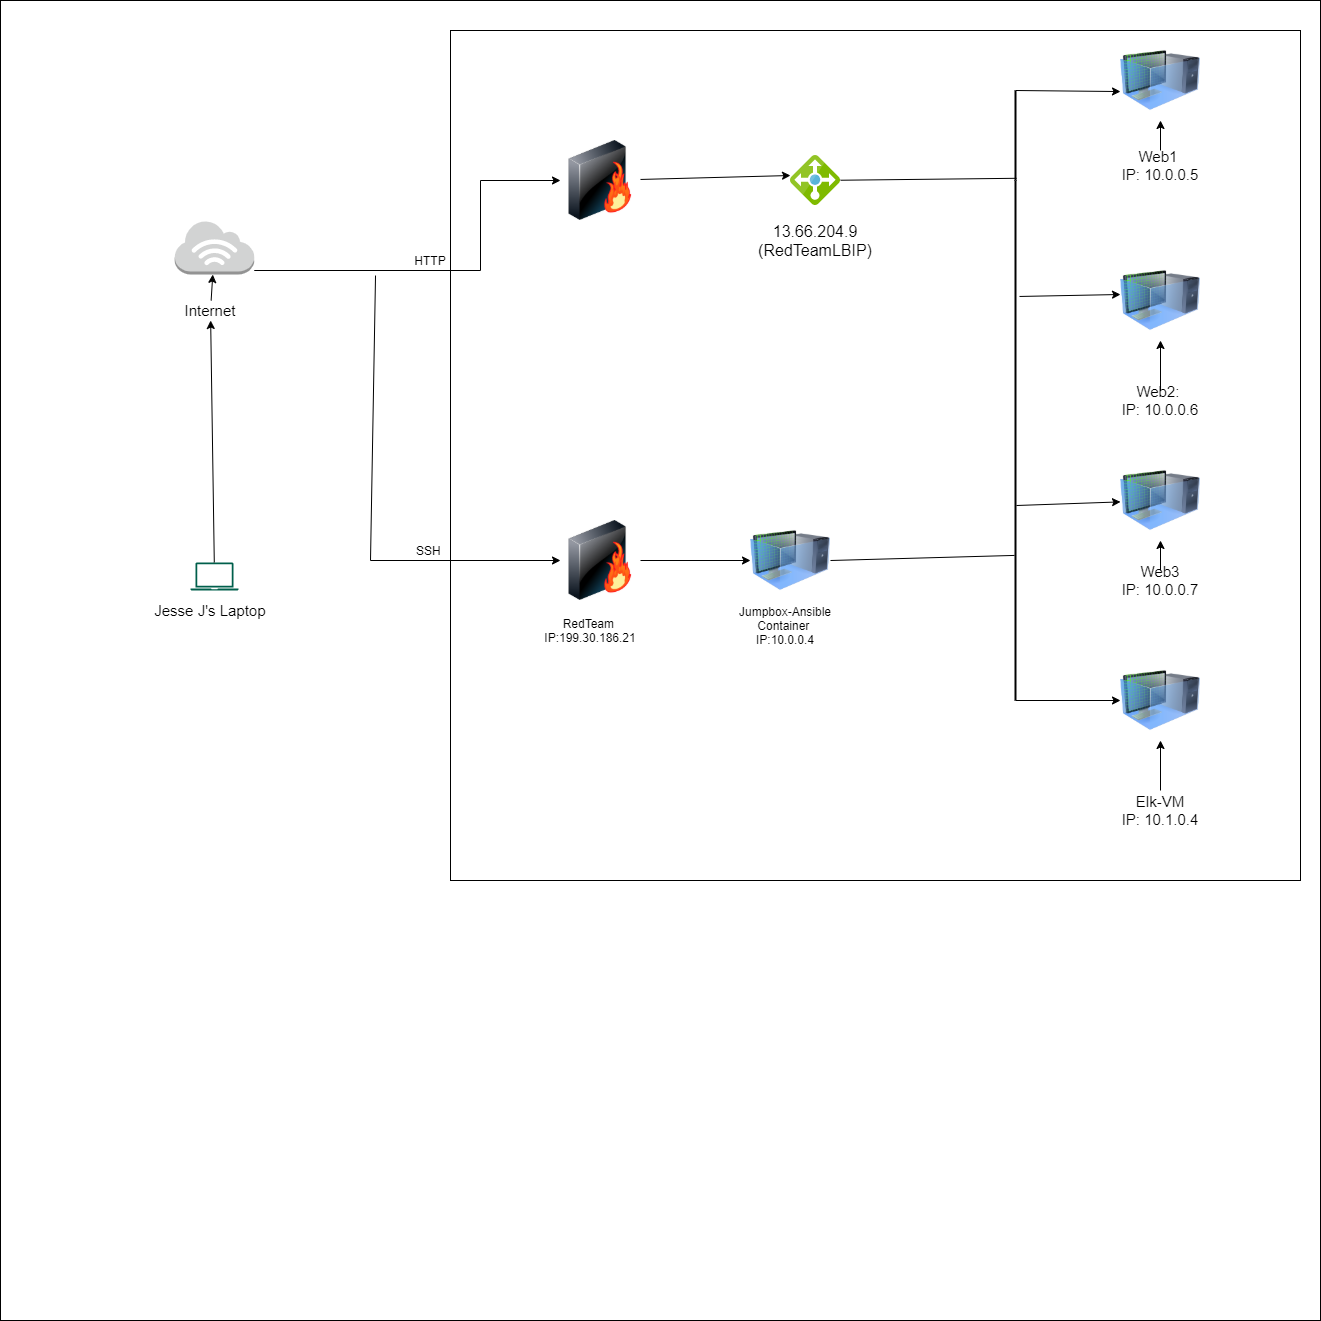 Web1
IP: 10.0.0.5
13.66.204.9
(RedTeamLBIP)
HTTP
Internet
Web2:
IP: 10.0.0.6
SSH
Web3
IP: 10.0.0.7
Jesse J's Laptop
RedTeam
IP:199.30.186.21
Jumpbox-Ansible
Container
IP:10.0.0.4
Elk-VM
IP: 10.1.0.4